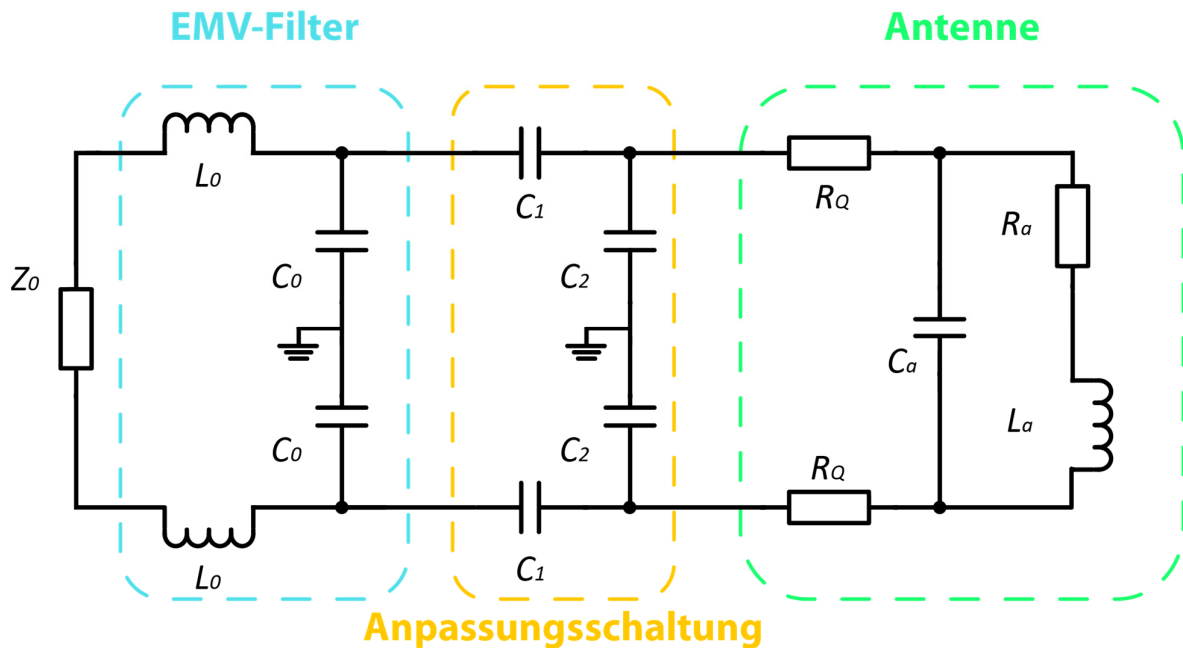 EMV-Filter
Antenne
L0
C1
RQ
Ra
Z0
C0
C2
Ca
La
C0
C2
RQ
L0
C1
Anpassungsschaltung